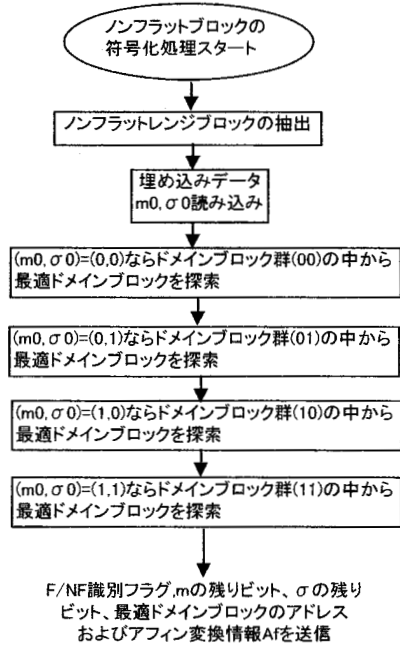 ノンフラットブロックの
符号化処理スタート
ノンフラットレンジブロックの抽出
埋め込みデータ
m0,σ0読み込み
(m0,σ0)=(0,0)ならドメインブロック群(00)の中から
最適ドメインブロックを探索
(m0,σ0)=(0,1)ならドメインブロック群(01)の中から
最適ドメインブロックを探索
(m0,σ0)=(1,0)ならドメインブロック群(10)の中から
最適ドメインブロックを探索
(m0,σ0)=(1,1)ならドメインブロック群(11)の中から
最適ドメインブロックを探索
F/NF識別フラグ,mの残りビット、σの残り
ビット、最適ドメインブロックのアドレス
およびアフィン変換情報Afを送信